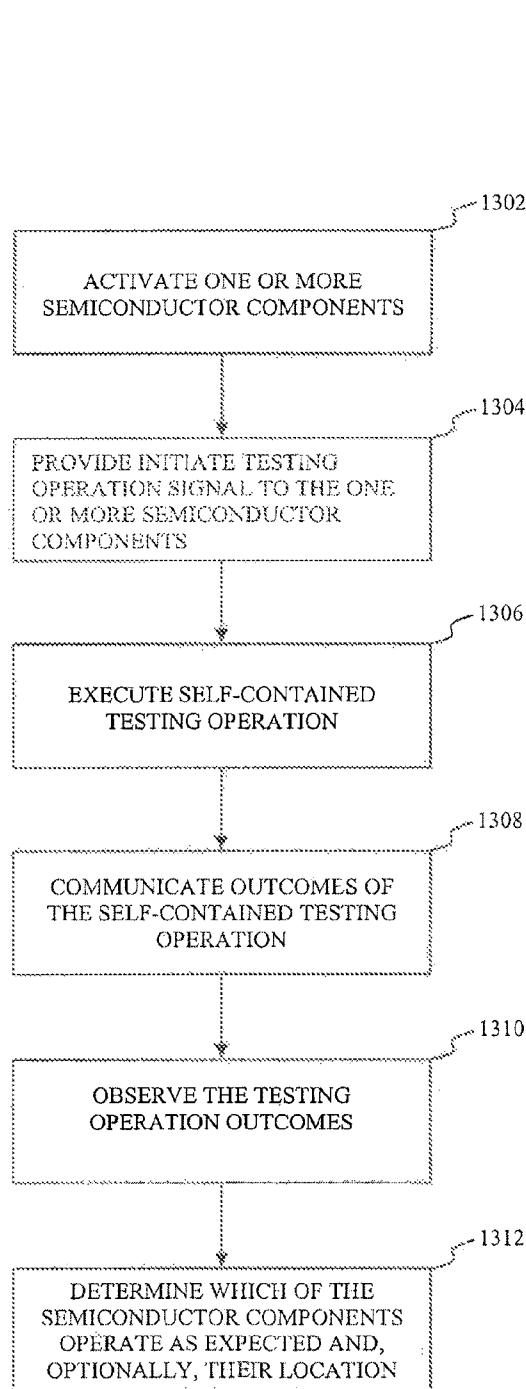 1302
ACTIVATE ONE OR MORE
SEMICONDUCTOR COMPONENTS
1304
PROVIDE INITIATE TESTING
OPERATION SIGNAL TO THE ONE
OR MORE SEMICONDUCTOR
COMPONENTS
1306
EXECUTE SELF-CONTAINED
TESTING OPERATION
1308
COMMUNICATE OUTCOMES OF
THE SELF-CONTAINED TESTING
OPERATION
1310
OBSERVE THE TESTING
OPERATION OUTCOMES
1312
DETERMINE WHICH OF THE
SEMICONDUCTOR COMPONENTS
OPERATE AS EXPECTED AND,
OPTIONALLY, THEIR LOCATION